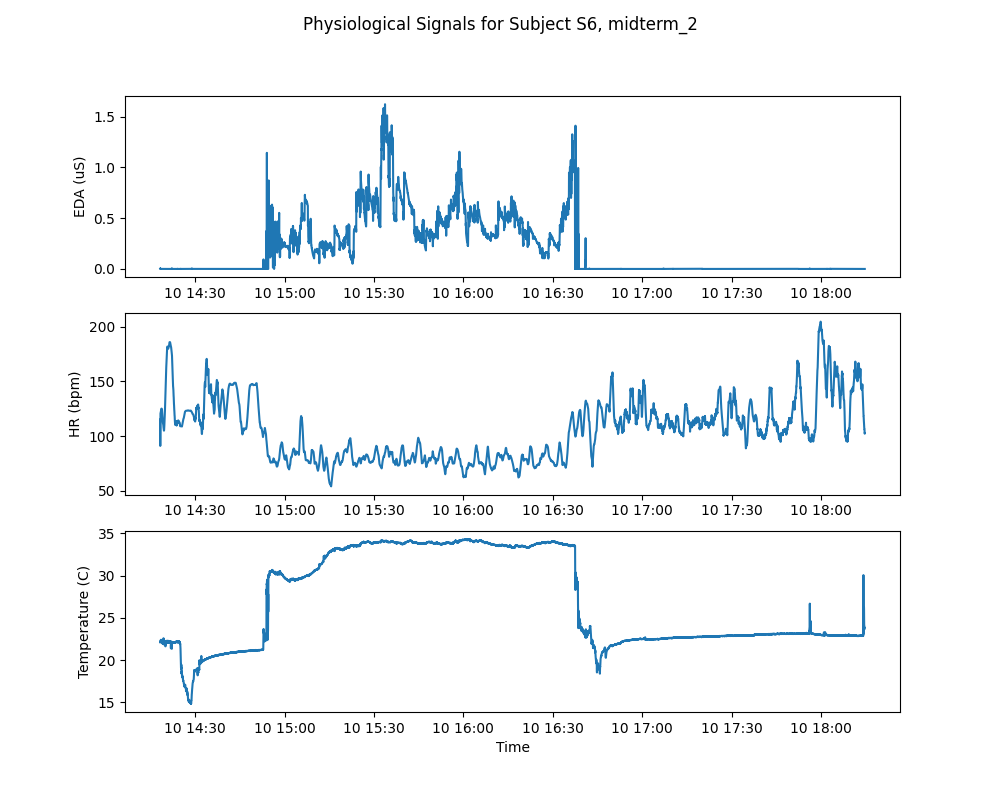 Physiological Signals for Subject S6, midterm_2
EDA (uS)
1.5
1.0
0.5
0.0
10 14:30 10 15:00 10 15:30 10 16:00 10 16:30 10 17:00 10 17:30 10 18:00
HR (bpm)
200
150
100
50
10 14:30 10 15:00 10 15:30 10 16:00 10 16:30 10 17:00 10 17:30 10 18:00
Temperature (C)
35
30
25
20
15
10 14:30 10 15:00 10 15:30 10 16:00 10 16:30 10 17:00 10 17:30 10 18:00
Time